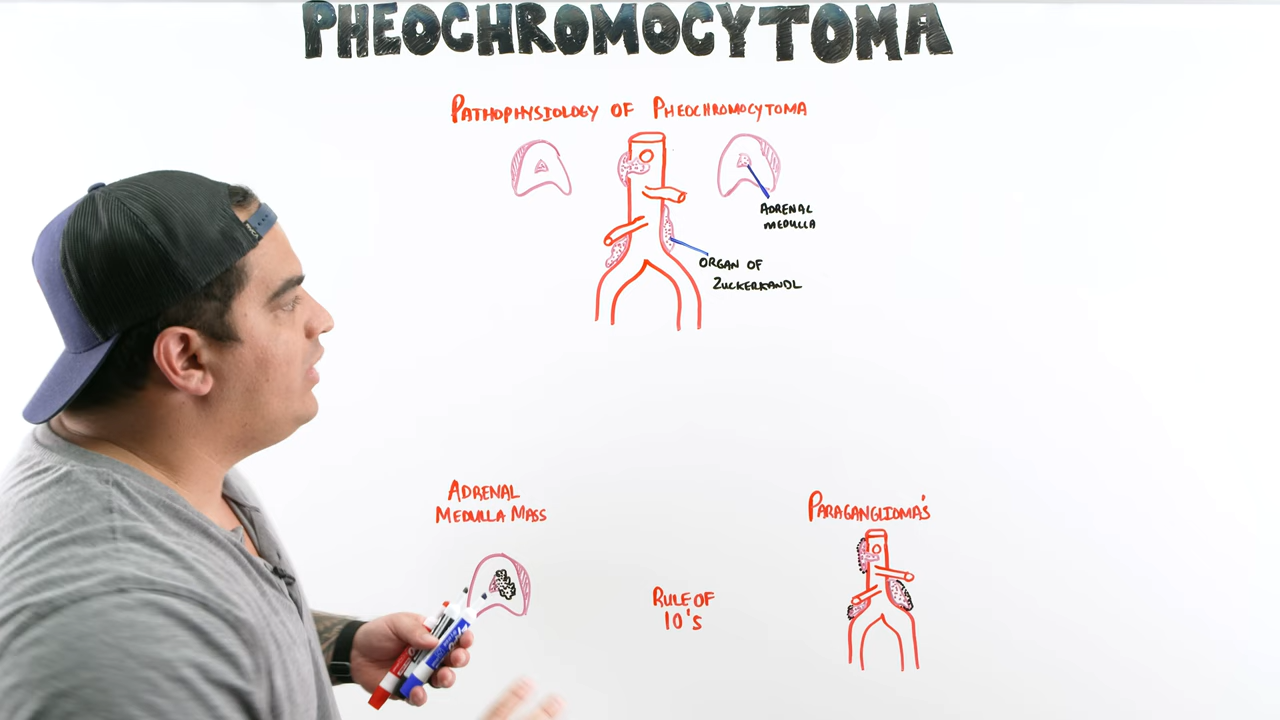 PHEOCHROMOCYTOMA
PATHOPHYSIOLOGY OF PHEOCHROMOCYTOMA
ADRENAL
MEDULLA
ORGAN OF
ZUCKERKANDL
ADRENAL
MEDULLA MASS
PARAGANGLIOMA'S
RULE OF
10'S